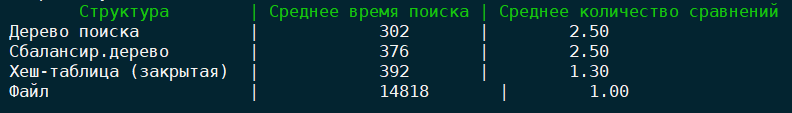 Структура | Среднее время поиска | Среднее количество сравнений
Дерево поиска | 302 | 2.50
Сбалансир.дерево | 376 | 2.50
Хеш-таблица (закрытая) | 392 | 1.30
Файл | 14818 | 1.00